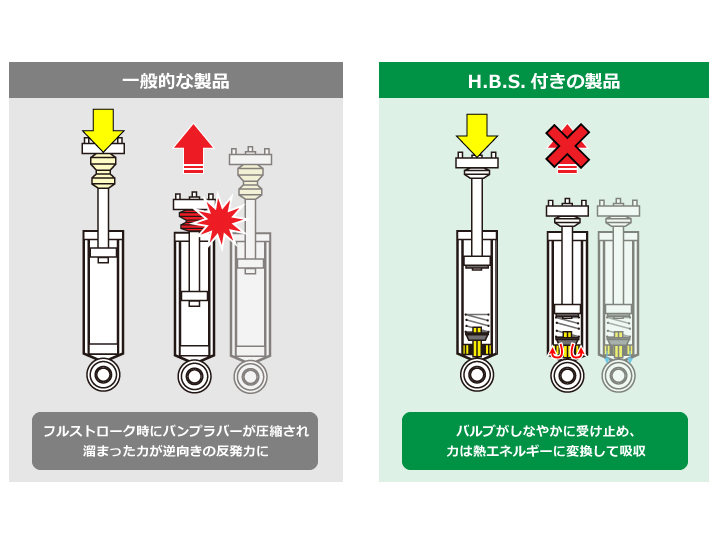 一般的な製品
H.B.S. 付きの製品
フルストローク時にバンプラバーが圧縮され
溜まった力が逆向きの反発力に
バルブがしなやかに受け止め、
力は熱エネルギーに変換して吸収